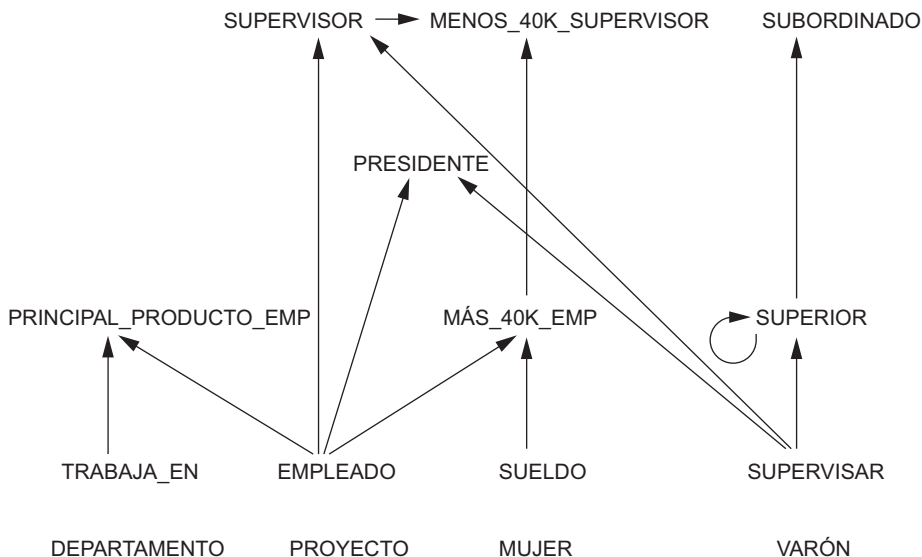 SUPERVISOR MENOS_40K_SUPERVISOR SUBORDINADO
PRESIDENTE
PRINCIPAL_PRODUCTO_EMP MÁS_40K_EMP SUPERIOR
TRABAJA_EN EMPLEADO SUELDO SUPERVISAR
DEPARTAMENTO PROYECTO MUJER VARÓN